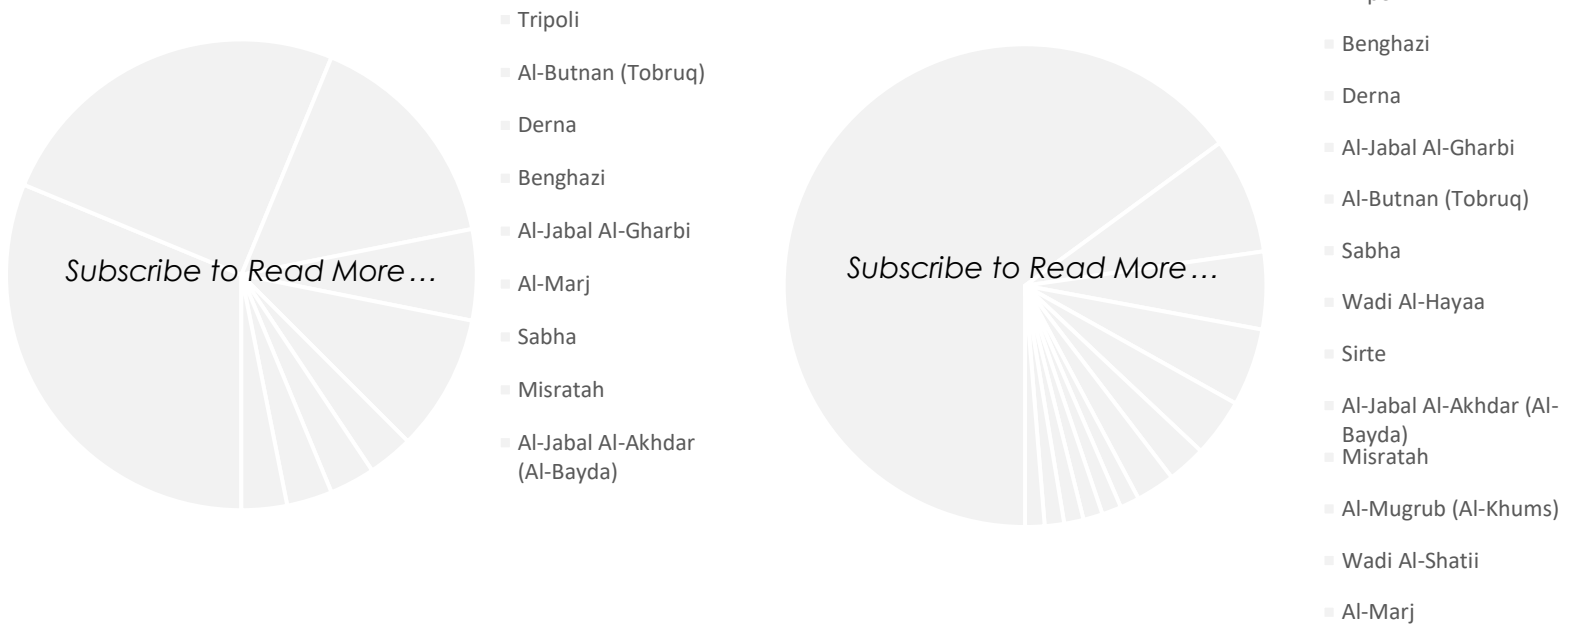 Tripoli
Al-Butnan (Tobruq)
Derna
Benghazi
Al-Jabal Al-Gharbi
Al-Marj
Sabha
Misratah
Al-Jabal Al-Akhdar
(Al-Bayda)
Subscribe to Read More…
Benghazi
Derna
Al-Jabal Al-Gharbi
Al-Butnan (Tobruq)
Sabha
Wadi Al-Hayaa
Sirte
Al-Jabal Al-Akhdar (Al-
Bayda)
Misratah
Al-Mugrub (Al-Khums)
Wadi Al-Shatii
Al-Marj
Subscribe to Read More…